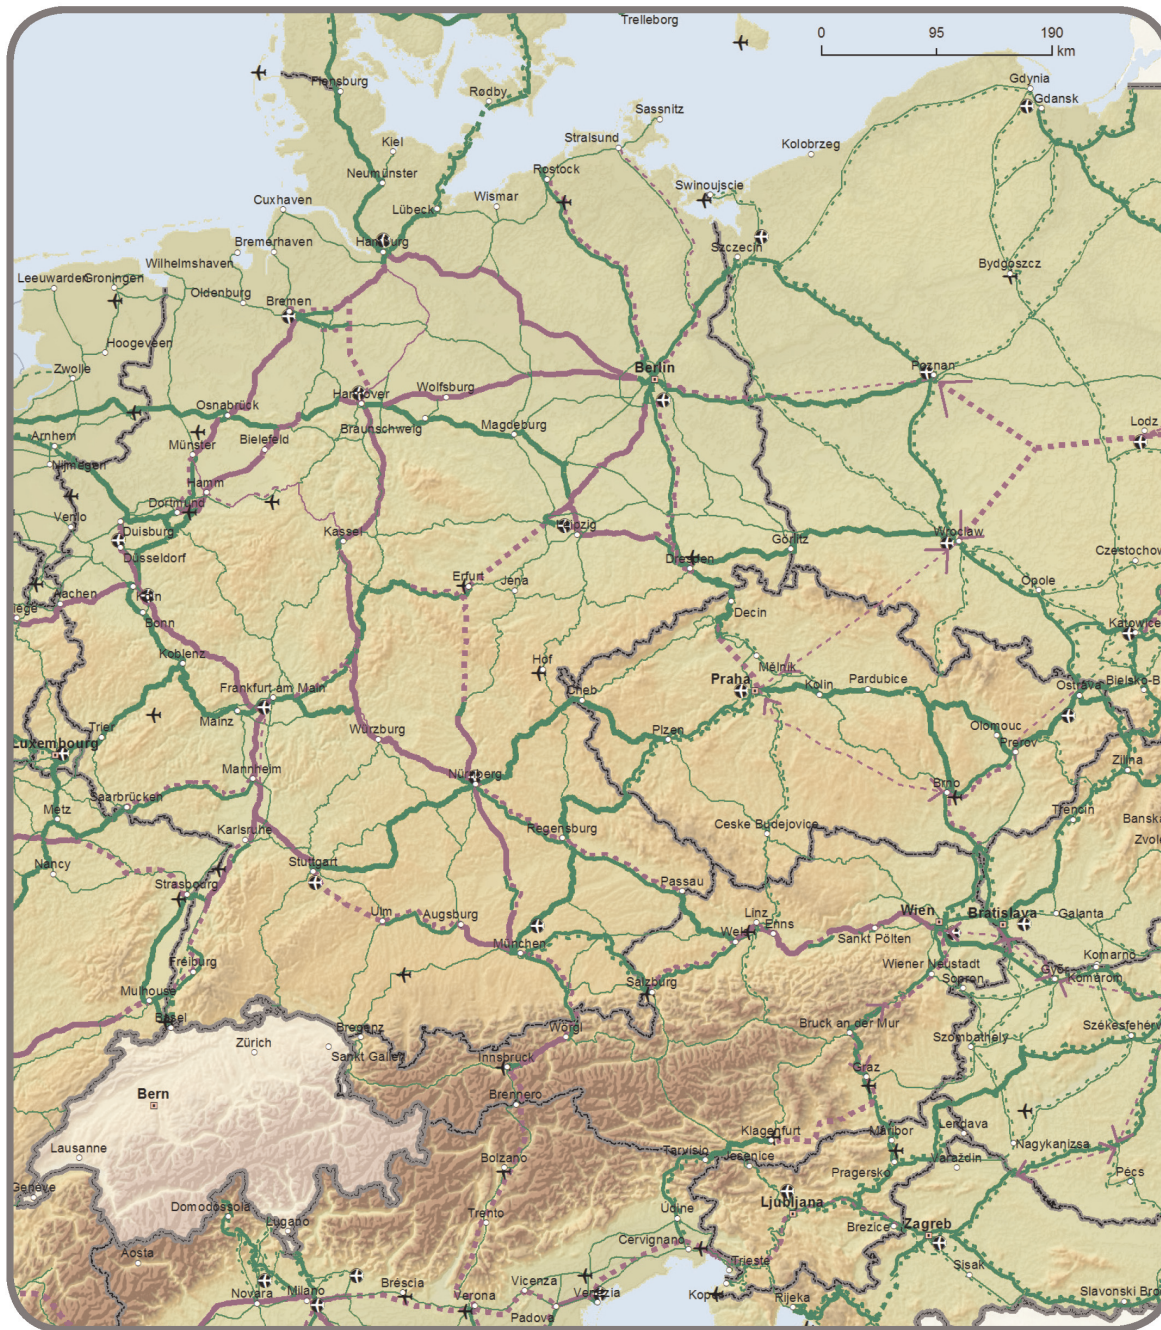 Trelleborg
0 95 190
km
Flensburg
Rødby
Gdynia
Gdansk
Sassnitz
Stralsund
Kiel
Kolobrzeg
Neumünster
Rostock
Swinoujscie
Wismar
Cuxhaven
Lübeck
Bremerhaven
Hamburg
Szczecin
Wilhelmshaven
Bydgoszcz
Leeuwarden
Groningen
Oldenburg
Bremen
Hoogeveen
Zwolle
Berlin
Poznan
Hannover
Wolfsburg
Osnabrück
Braunschweig
Magdeburg
Lodz
Arnhem
Münster
Bielefeld
Nijmegen
Hamm
Dortmund
Venlo
Duisburg
Kassel
Leipzig
Görlitz
Wroclaw
Düsseldorf
Czestochow
Dresden
Erfurt
Jena
Opole
Aachen
Köln
iege
Decin
Bonn
Katowice
Koblenz
Hof
Melnik
Praha
Kolin
Pardubice
Frankfurt am Main
Cheb
Ostrava
Bielsko-B
Mainz
Trier
Würzburg
Plzen
Olomouc
Prerov
Luxembourg
Zilina
Mannheim
Nürnberg
Brno
Saarbrücken
Metz
Trencin
Karlsruhe
Regensburg
Ceske Budejovice
Banska
Zvole
Nancy
Stuttgart
Strasbourg
Passau
Ulm
Augsburg
Linz
Enns
Wien
Bratislava
Galanta
Wels
Sankt Pölten
München
Freiburg
Wiener Neustadt
Komarno
Györ
Komarom
Salzburg
Sopron
Mulhouse
Basel
Bregenz
Wörgl
Bruck an der Mur
Székesfehérv
Zürich
Sankt Gallen
Szombathely
Innsbruck
Graz
Bern
Brennero
Lendava
Klagenfurt
Maribor
Nagykanizsa
Lausanne
Tarvisio
Jesenice
Bolzano
Varazdin
Pragersko
Pécs
Genève
Domodossola
Ljubljana
Lugano
Trento
Udine
Brezice
Zagreb
Cervignano
Aosta
Trieste
Sisak
Brescia
Vicenza
Novara
Milano
Verona
Venezia
Koper
Rijeka
Slavonski Bro
Padova